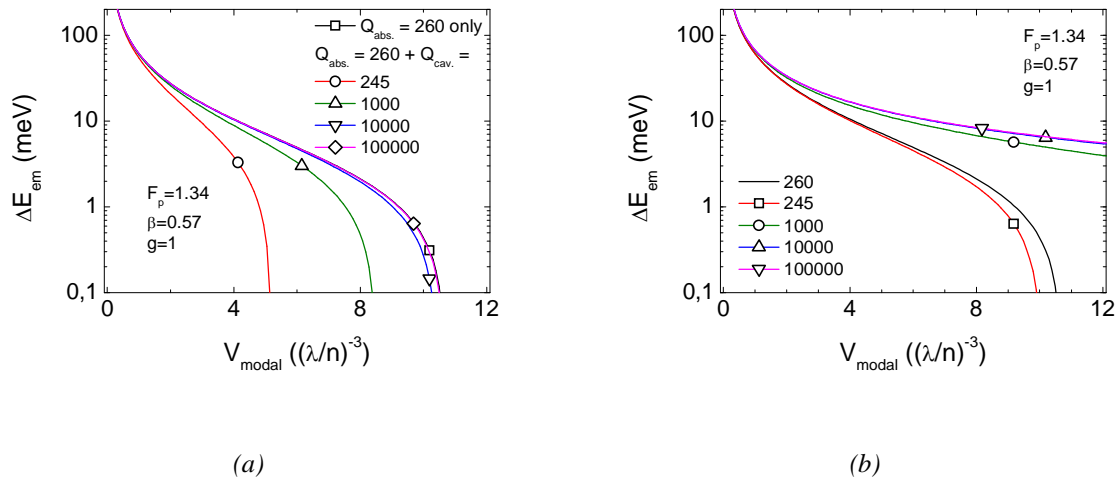 100
10
1
0,1
0
4
8
12
ΔE_em (meV)
V_modal ((λ/n)^-3)
Q_abs. = 260 only
Q_abs. = 260 + Q_cav. =
245
1000
10000
100000
F_p=1.34
β=0.57
g=1
(a)
100
10
1
0,1
0
4
8
12
ΔE_em (meV)
V_modal ((λ/n)^-3)
F_p=1.34
β=0.57
g=1
260
245
1000
10000
100000
(b)